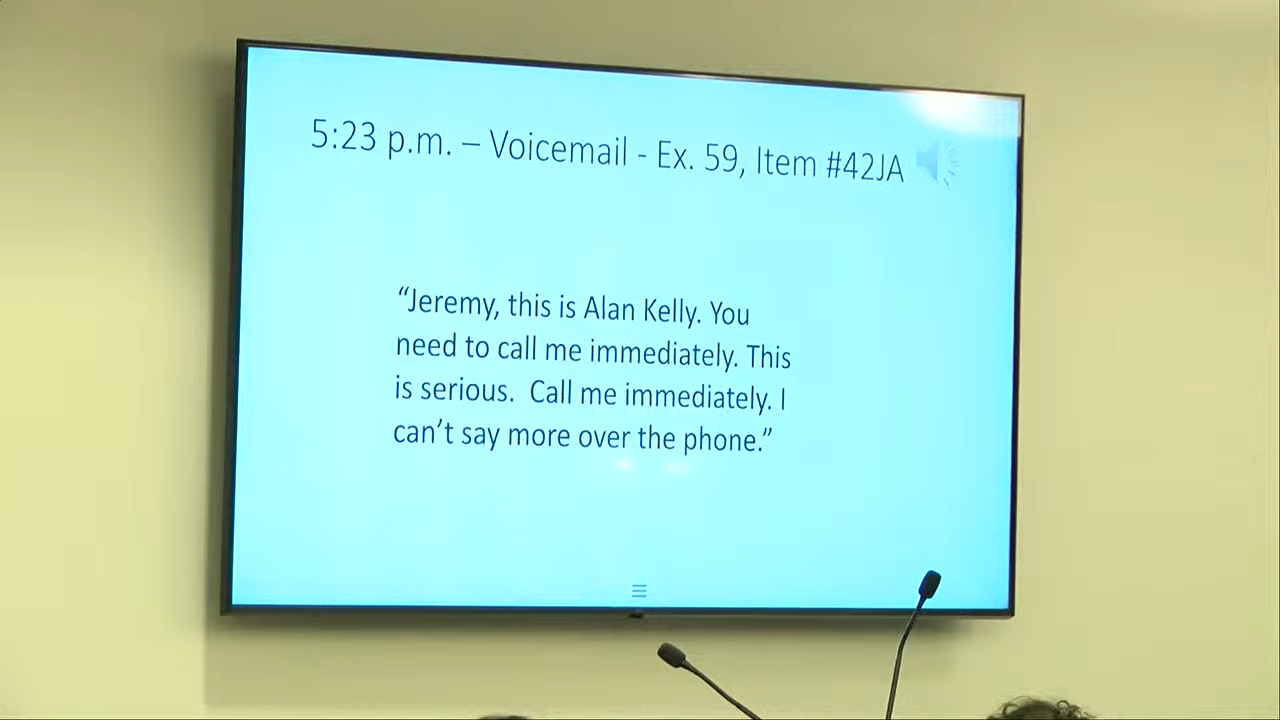 5:23 p.m. – Voicemail - Ex. 59, Item #42JA
“Jeremy, this is Alan Kelly. You
need to call me immediately. This
is serious.  Call me immediately. I
can’t say more over the phone.”